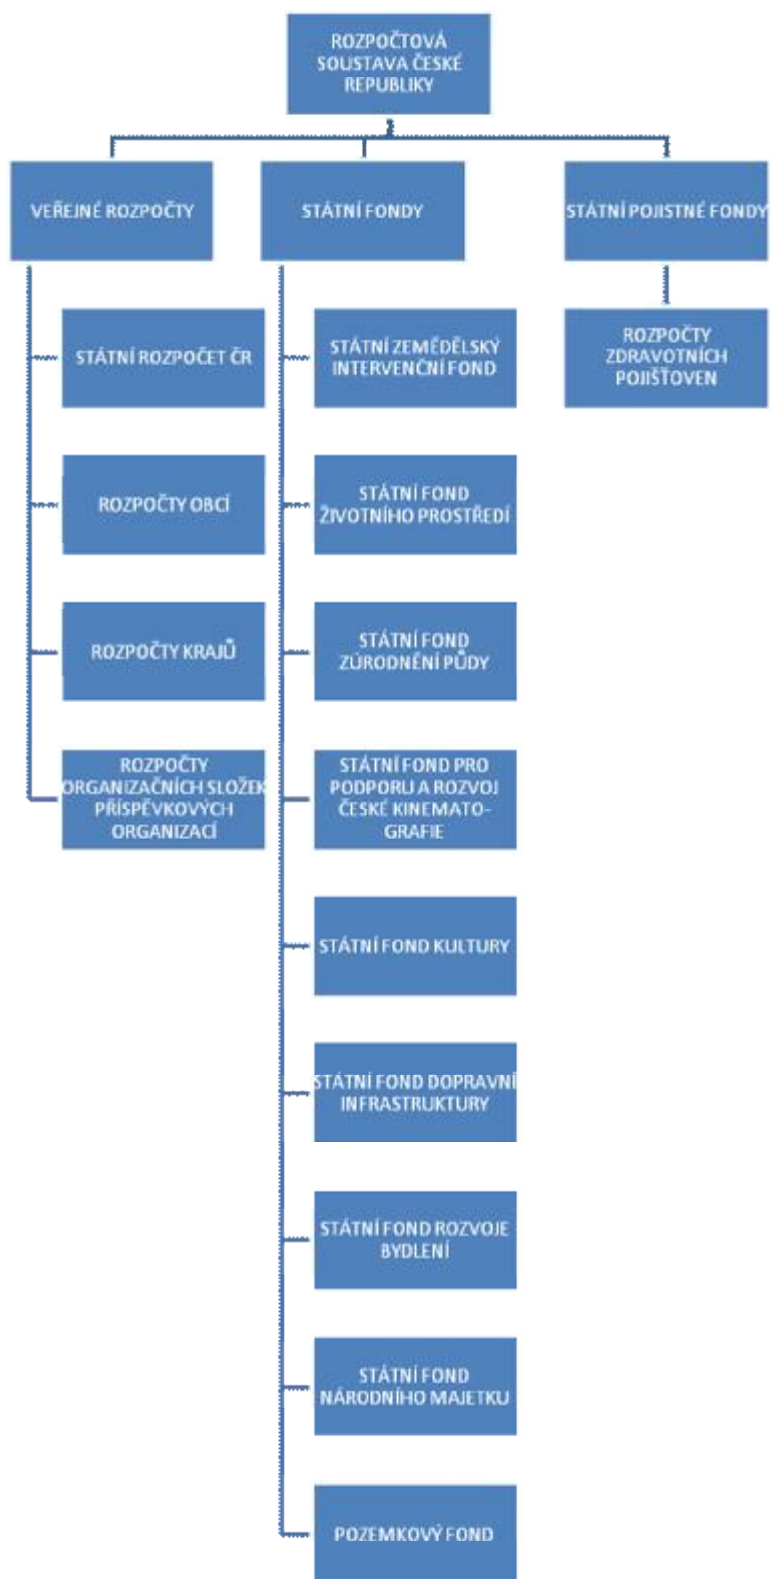 ROZPOČTOVÁ
SOUSTAVA ČESKÉ
REPUBLIKY
VEŘEJNÉ ROZPOČTY
STÁTNÍ FONDY
STÁTNÍ POJISTNÉ FONDY
STÁTNÍ ROZPOČET ČR
ROZPOČTY OBCÍ
ROZPOČTY KRAJŮ
ROZPOČTY
ORGANIZAČNÍCH SLOŽEK
PŘÍSPĚVKOVÝCH
ORGANIZACÍ
STÁTNÍ ZEMĚDĚLSKÝ
INTERVENČNÍ FOND
STÁTNÍ FOND
ŽIVOTNÍHO PROSTŘEDÍ
STÁTNÍ FOND
ZÚRODNĚNÍ PŮDY
STÁTNÍ FOND PRO
PODPORU A ROZVOJ
ČESKÉ KINEMATO-
GRAFIE
STÁTNÍ FOND KULTURY
STÁTNÍ FOND DOPRAVNÍ
INFRASTRUKTURY
STÁTNÍ FOND ROZVOJE
BYDLENÍ
STÁTNÍ FOND
NÁRODNÍHO MAJETKU
POZEMKOVÝ FOND
ROZPOČTY
ZDRAVOTNÍCH
POJIŠŤOVEN